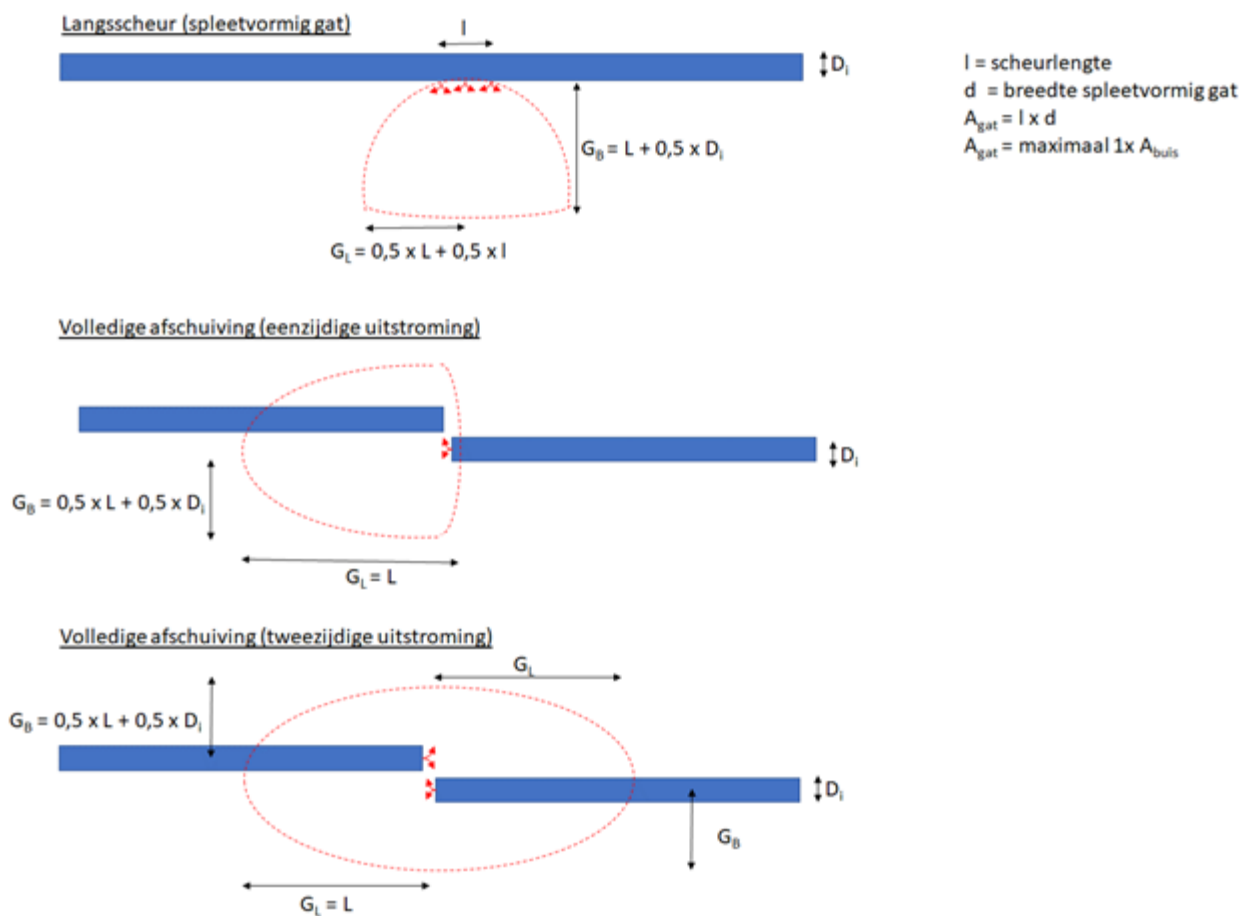 Langsscheur (spleetvormig gat)
l
Di
l = scheurlengte
d = breedte spleetvormig gat
Agat = l x d
Agat = maximaal 1x Abuis
GB = L + 0,5 x Di
GL = 0,5 x L + 0,5 x l
Volledige afschuiving (eenzijdige uitstroming)
Di
GB = 0,5 x L + 0,5 x Di
GL = L
Volledige afschuiving (tweezijdige uitstroming)
GL
GB = 0,5 x L + 0,5 x Di
Di
GB
GL = L